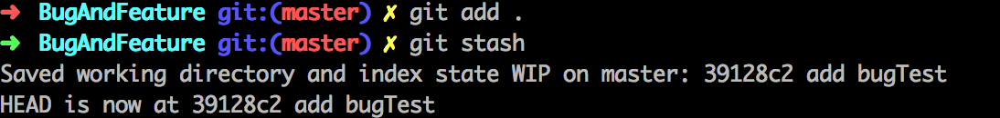 ➜ BugAndFeature git:(master) ✗ git add .
➜ BugAndFeature git:(master) ✗ git stash
Saved working directory and index state WIP on master: 39128c2 add bugTest
HEAD is now at 39128c2 add bugTest